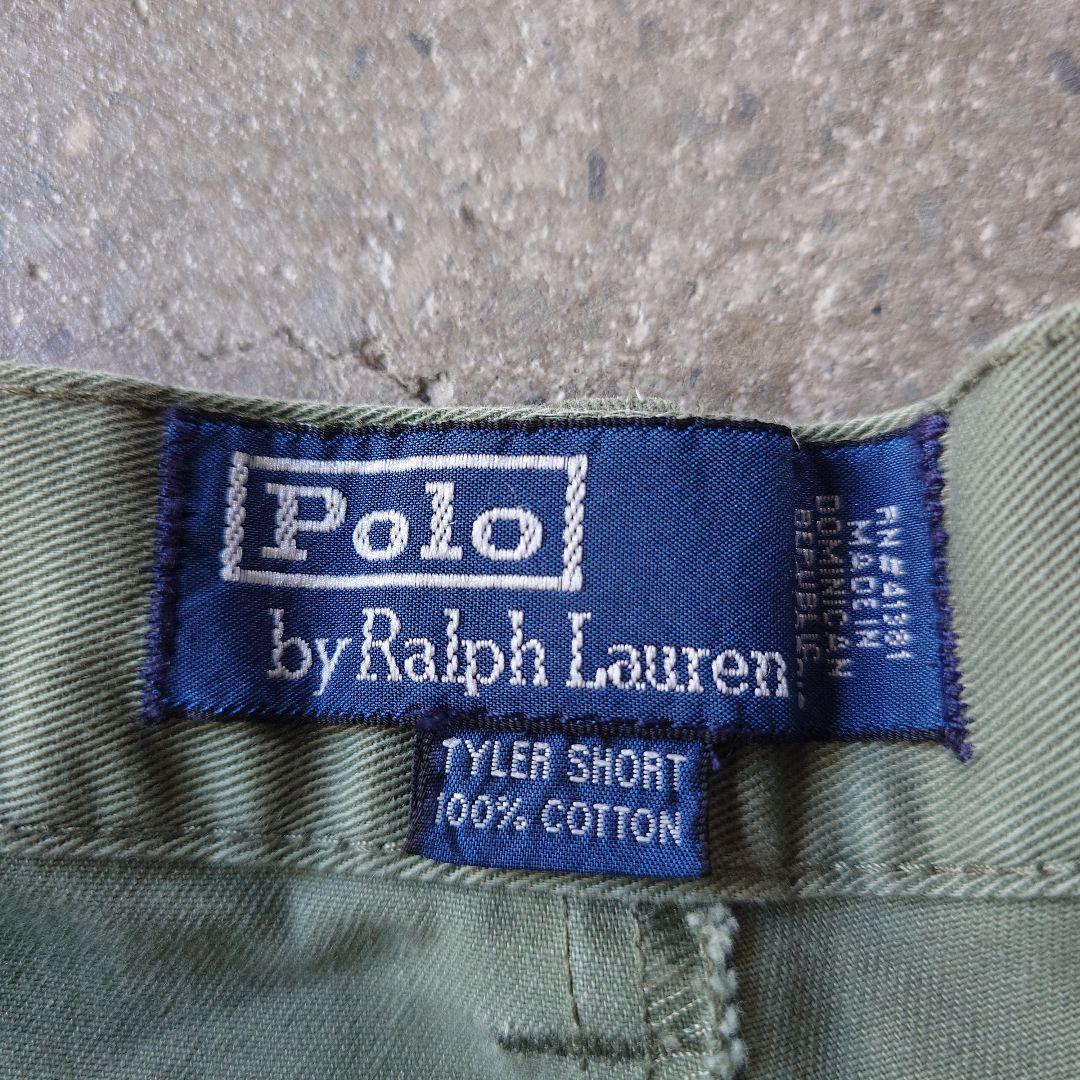 Polo
by Ralph Lauren
RN#41381
MADE IN
DOMINICAN
REPUBLIC
TYLER SHORT
100% COTTON